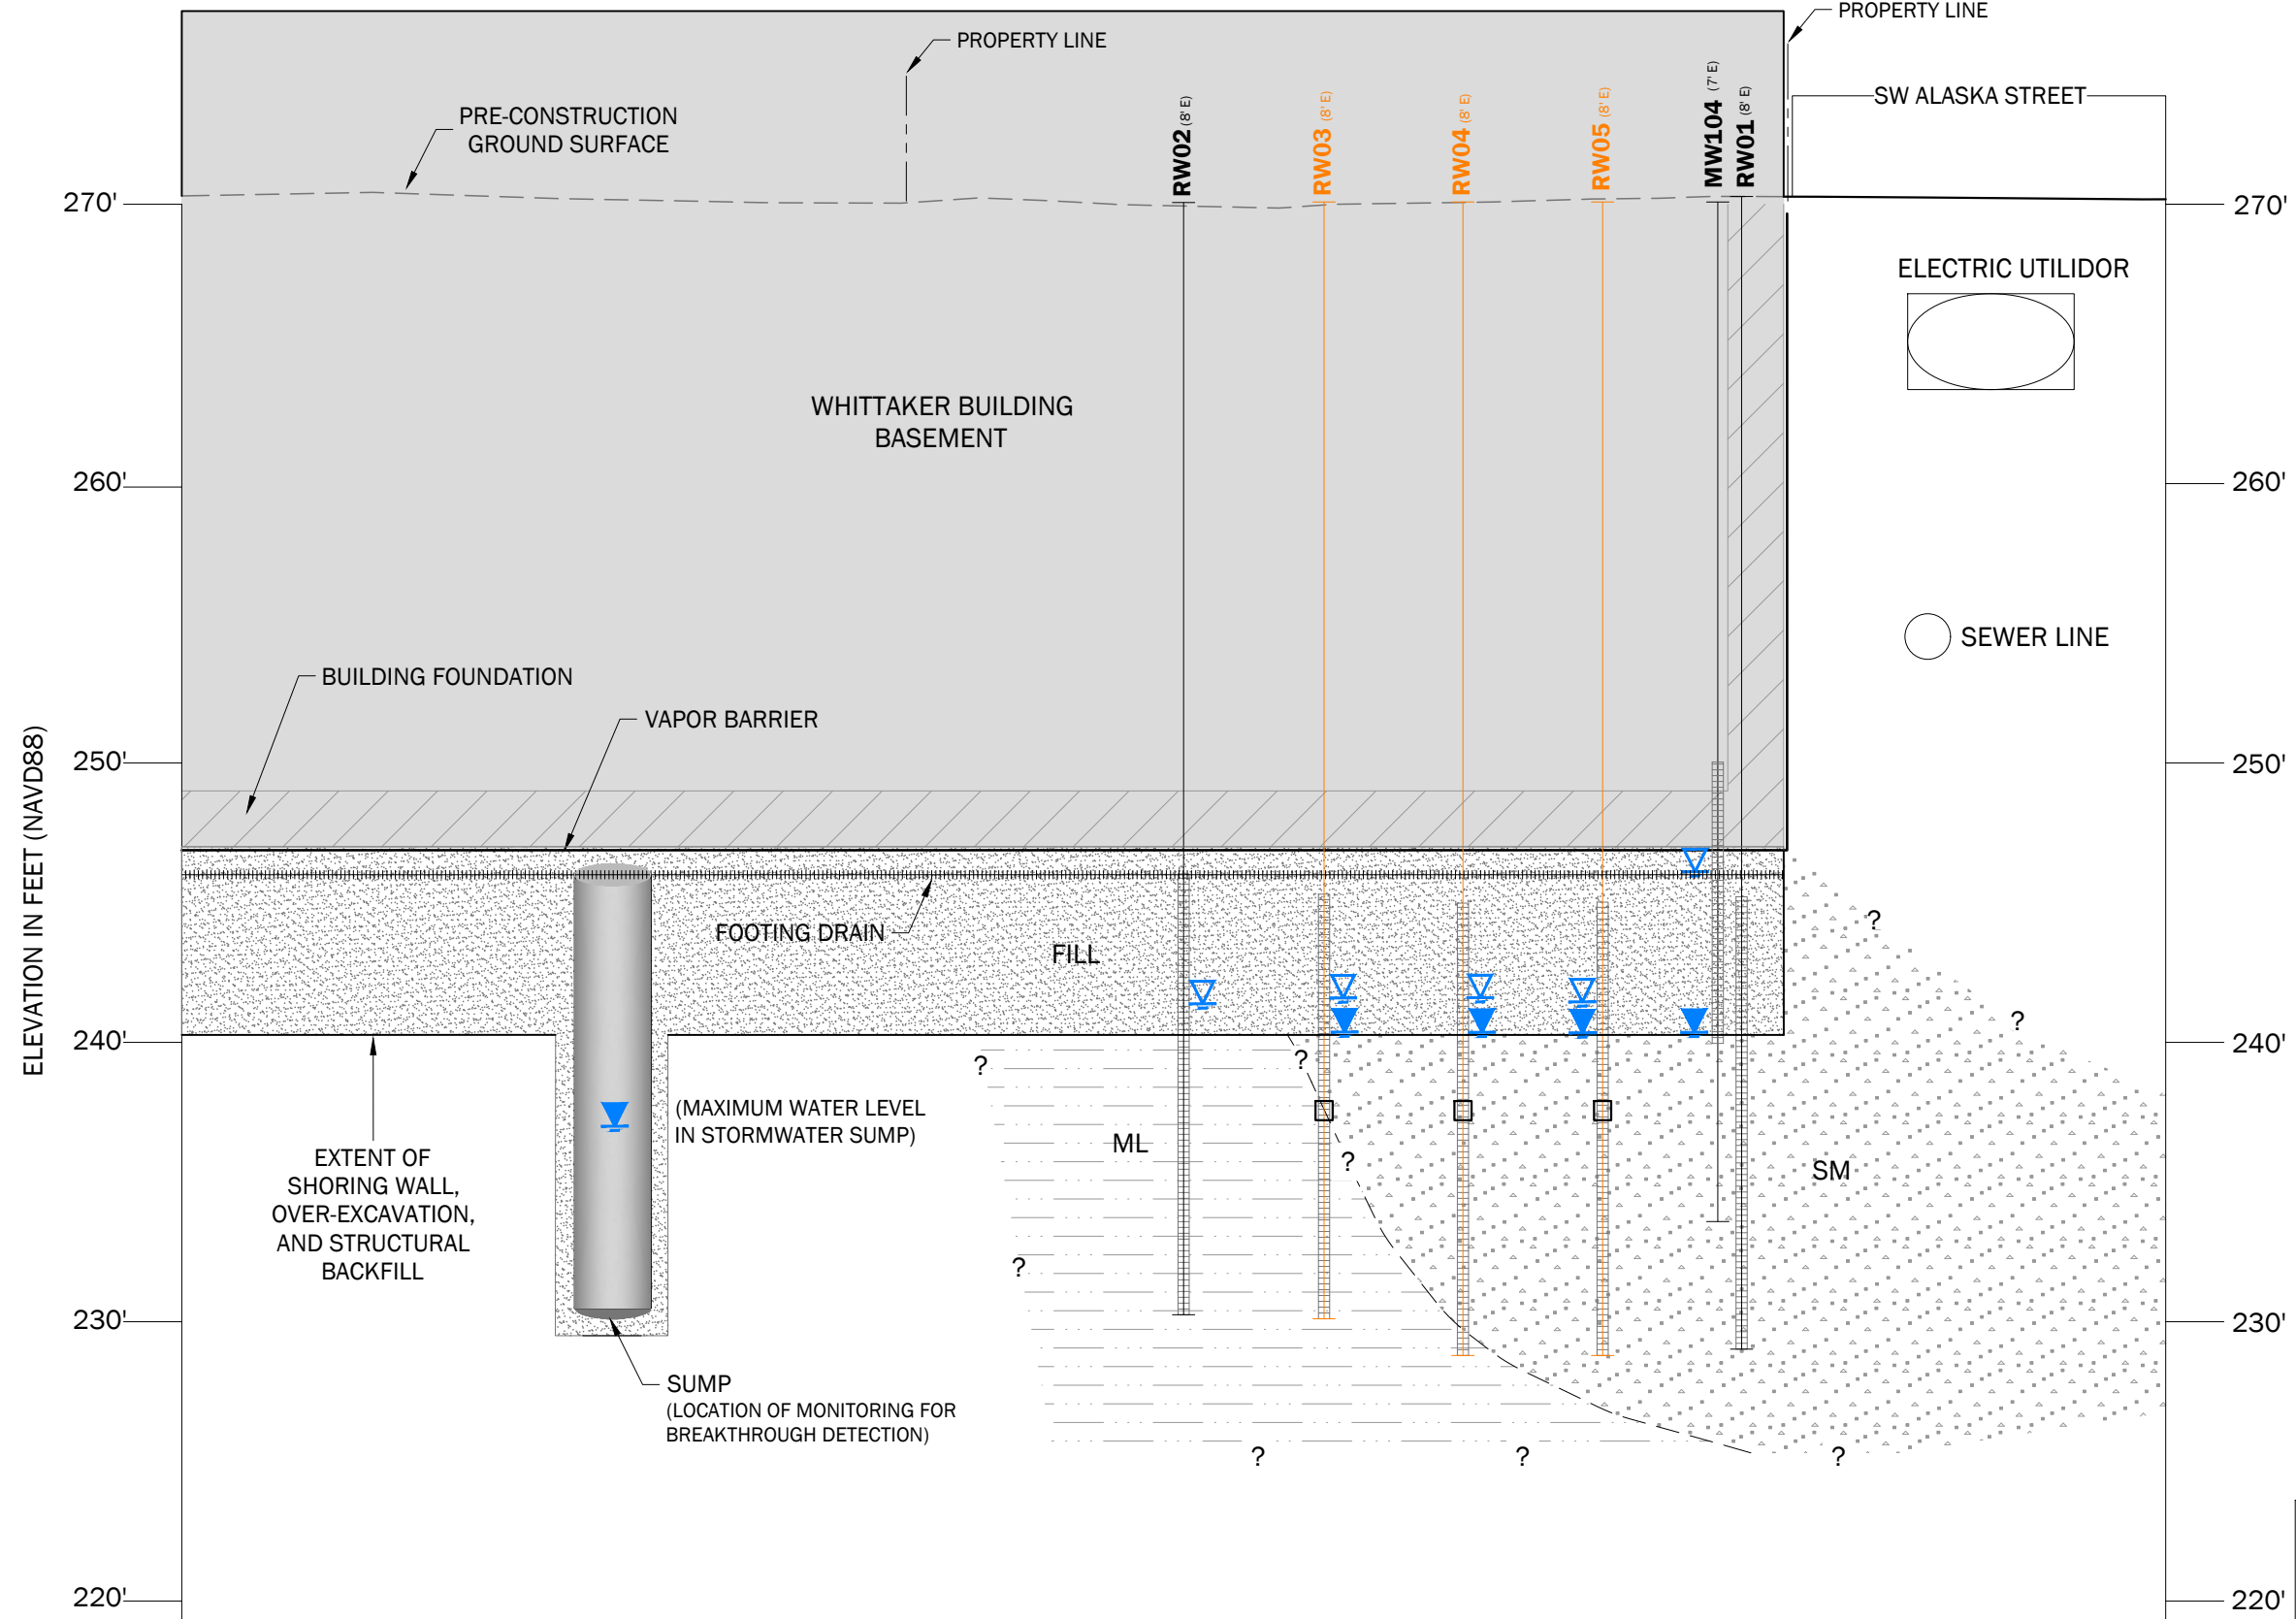 PROPERTY LINE
PROPERTY LINE
PRE-CONSTRUCTION
GROUND SURFACE
SW ALASKA STREET
RW02 (8' E)
RW03 (8' E)
RW04 (8' E)
RW05 (8' E)
MW104 (7' E)
RW01 (8' E)
270'
270'
ELECTRIC UTILIDOR
WHITTAKER BUILDING
BASEMENT
260'
260'
SEWER LINE
BUILDING FOUNDATION
VAPOR BARRIER
250'
250'
ELEVATION IN FEET (NAVD88)
FOOTING DRAIN
FILL
?
?
240'
240'
?
?
(MAXIMUM WATER LEVEL
IN STORMWATER SUMP)
ML
?
SM
EXTENT OF
SHORING WALL,
OVER-EXCAVATION,
AND STRUCTURAL
BACKFILL
?
230'
230'
SUMP
(LOCATION OF MONITORING FOR
BREAKTHROUGH DETECTION)
?
?
?
220'
220'